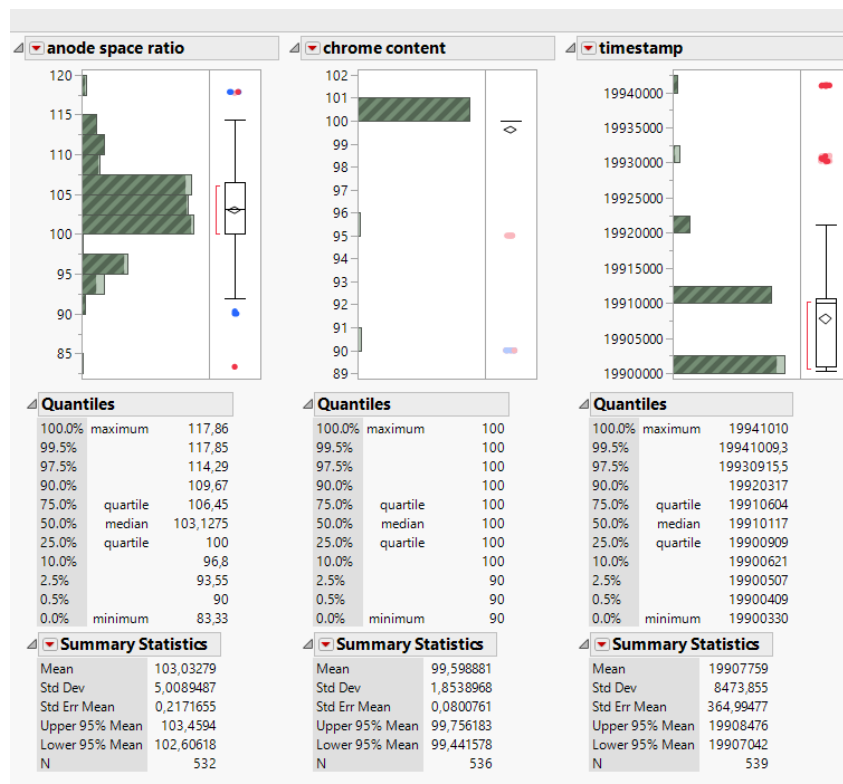 anode space ratio
120
115
110
105
100
95
90
85
Quantiles
100.0% maximum 117,86
99.5% 117,85
97.5% 114,29
90.0% 109,67
75.0% quartile 106,45
50.0% median 103,1275
25.0% quartile 100
10.0% 96,8
2.5% 93,55
0.5% 90
0.0% minimum 83,33
Summary Statistics
Mean 103,03279
Std Dev 5,0089487
Std Err Mean 0,2171655
Upper 95% Mean 103,4594
Lower 95% Mean 102,60618
N 532
chrome content
102
101
100
99
98
97
96
95
94
93
92
91
90
89
Quantiles
100.0% maximum 100
99.5% 100
97.5% 100
90.0% 100
75.0% quartile 100
50.0% median 100
25.0% quartile 100
10.0% 100
2.5% 90
0.5% 90
0.0% minimum 90
Summary Statistics
Mean 99,598881
Std Dev 1,8538968
Std Err Mean 0,0800761
Upper 95% Mean 99,756183
Lower 95% Mean 99,441578
N 536
timestamp
19940000
19935000
19930000
19925000
19920000
19915000
19910000
19905000
19900000
Quantiles
100.0% maximum 19941010
99.5% 19941009,3
97.5% 19930915,5
90.0% 19920317
75.0% quartile 19910604
50.0% median 19910117
25.0% quartile 19900909
10.0% 19900621
2.5% 19900507
0.5% 19900409
0.0% minimum 19900330
Summary Statistics
Mean 19907759
Std Dev 8473,855
Std Err Mean 364,99477
Upper 95% Mean 19908476
Lower 95% Mean 19907042
N 539